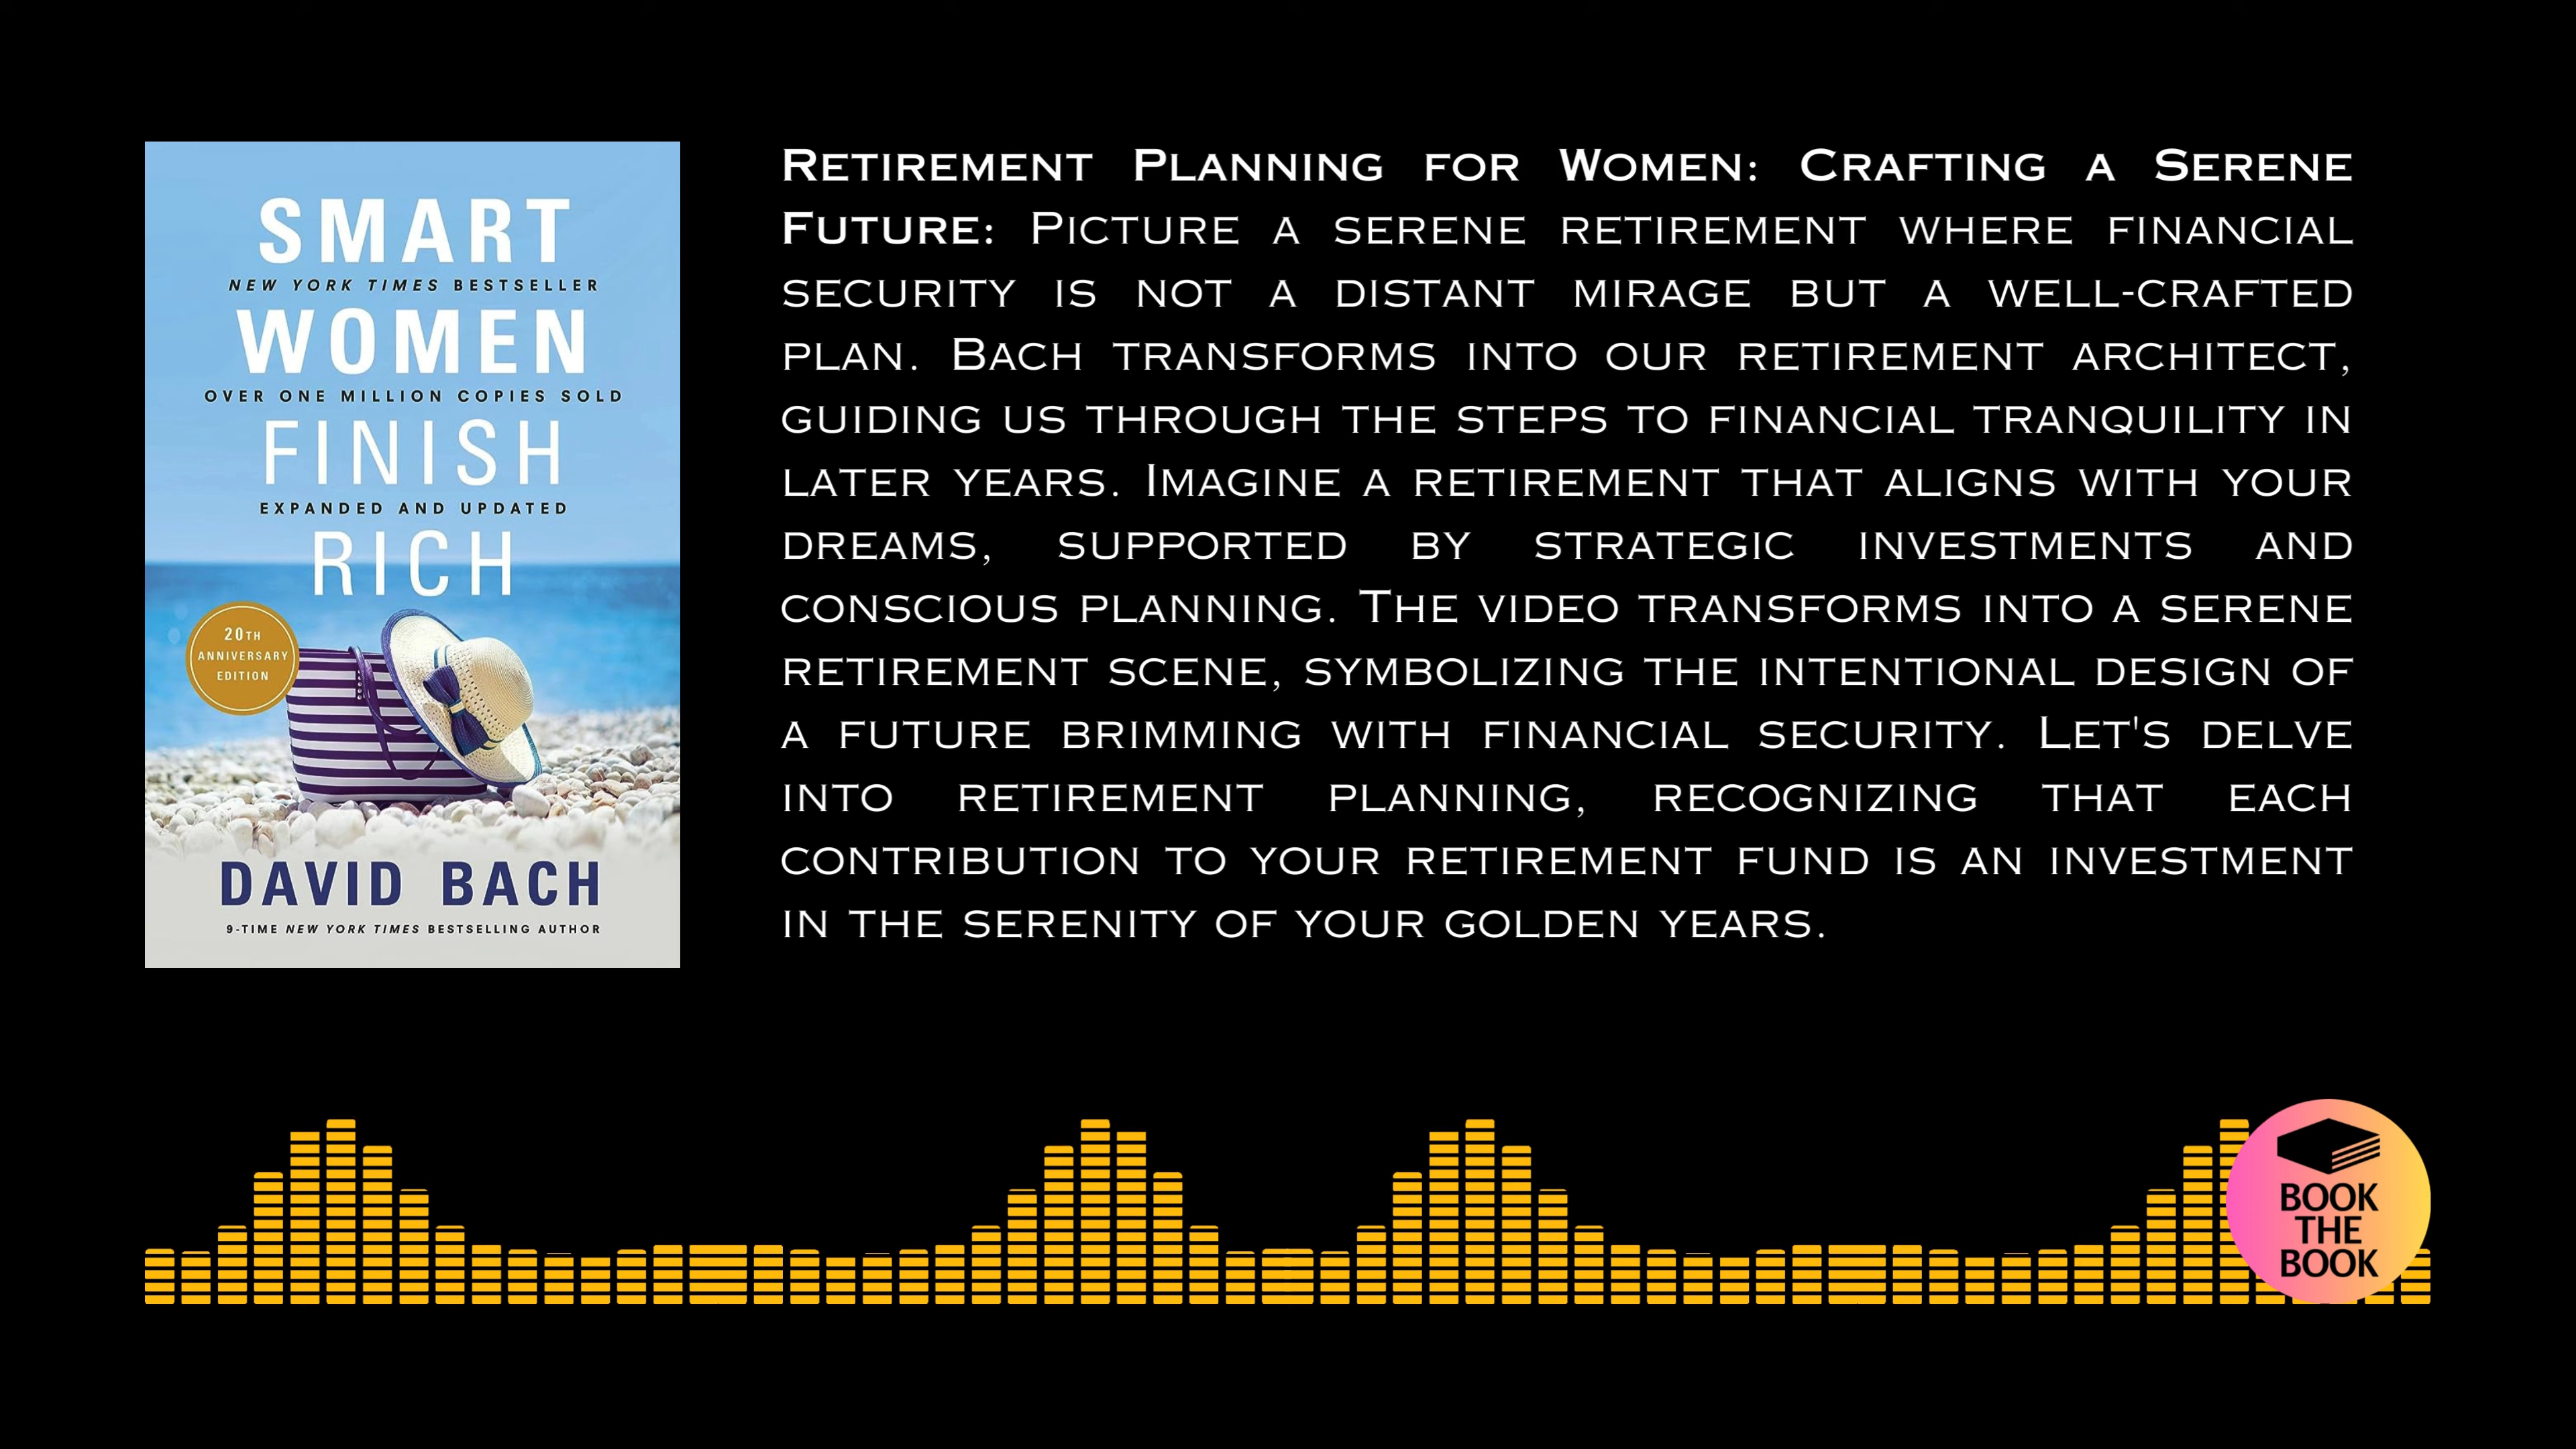 SMART
NEW YORK TIMES BESTSELLER
WOMEN
OVER ONE MILLION COPIES SOLD
FINISH
EXPANDED AND UPDATED
RICH
20TH
ANNIVERSARY
EDITION
DAVID BACH
9-TIME NEW YORK TIMES BESTSELLING AUTHOR
RETIREMENT PLANNING FOR WOMEN: CRAFTING A SERENE
FUTURE: PICTURE A SERENE RETIREMENT WHERE FINANCIAL
SECURITY IS NOT A DISTANT MIRAGE BUT A WELL-CRAFTED
PLAN. BACH TRANSFORMS INTO OUR RETIREMENT ARCHITECT,
GUIDING US THROUGH THE STEPS TO FINANCIAL TRANQUILITY IN
LATER YEARS. IMAGINE A RETIREMENT THAT ALIGNS WITH YOUR
DREAMS, SUPPORTED BY STRATEGIC INVESTMENTS AND
CONSCIOUS PLANNING. THE VIDEO TRANSFORMS INTO A SERENE
RETIREMENT SCENE, SYMBOLIZING THE INTENTIONAL DESIGN OF
A FUTURE BRIMMING WITH FINANCIAL SECURITY. LET'S DELVE
INTO RETIREMENT PLANNING, RECOGNIZING THAT EACH
CONTRIBUTION TO YOUR RETIREMENT FUND IS AN INVESTMENT
IN THE SERENITY OF YOUR GOLDEN YEARS.
BOOK
THE
BOOK